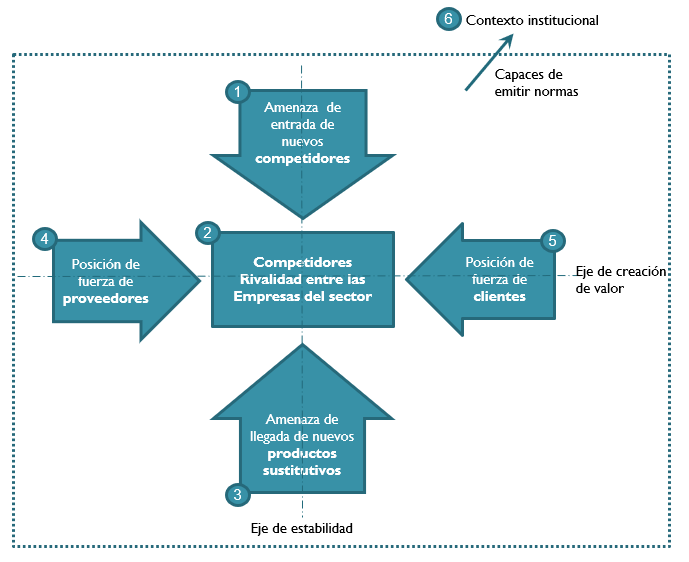 6 Contexto institucional
Capaces de
emitir normas
1
Amenaza de
entrada de
nuevos
competidores
4
Posición de
fuerza de
proveedores
2
Competidores
Rivalidad entre las
Empresas del sector
5
Posición de
fuerza de
clientes
Eje de creación
de valor
Amenaza de
llegada de nuevos
productos
sustitutivos
3
Eje de estabilidad